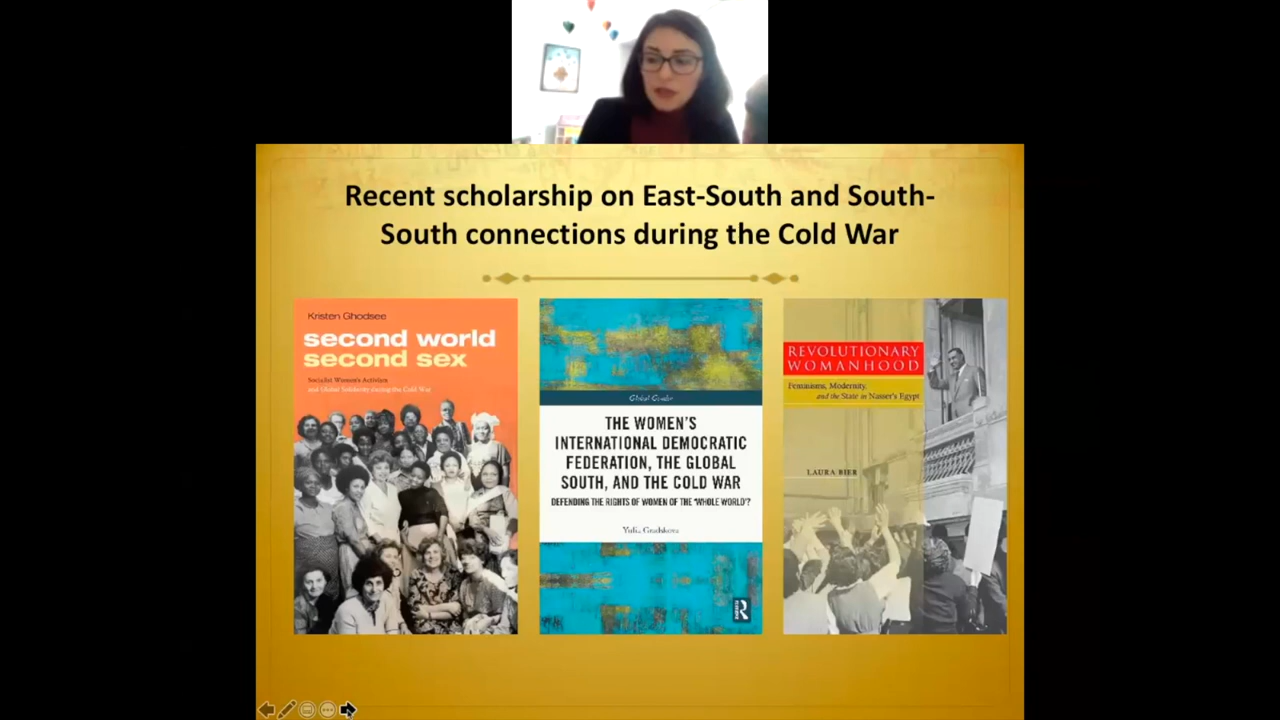 Recent scholarship on East-South and South-
South connections during the Cold War
Kristen Ghodsee
second world
second sex
Socialist Women's Activism
and Global Solidarity during the Cold War
Global Gender
THE WOMEN'S
INTERNATIONAL DEMOCRATIC
FEDERATION, THE GLOBAL
SOUTH, AND THE COLD WAR
DEFENDING THE RIGHTS OF WOMEN OF THE 'WHOLE WORLD'?
Yulia Gradskova
REVOLUTIONARY
WOMANHOOD
Feminisms, Modernity,
and the State in Nasser's Egypt
LAURA BIER